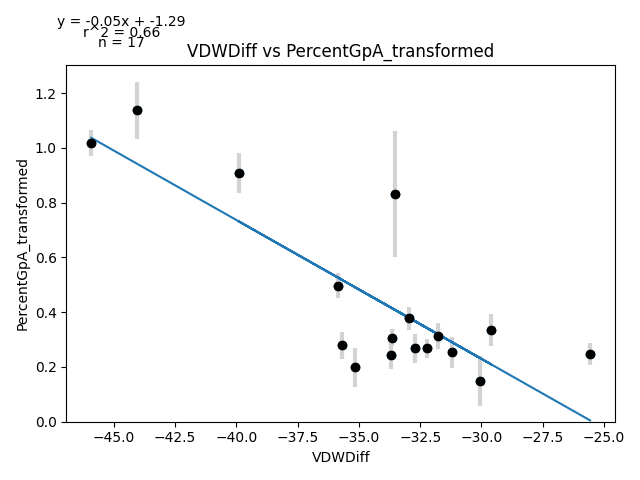 y = -0.05x + -1.29
r^2 = 0.66
n = 17
VDWDiff vs PercentGpA_transformed
PercentGpA_transformed
1.2
1.0
0.8
0.6
0.4
0.2
0.0
−45.0 −42.5 −40.0 −37.5 −35.0 −32.5 −30.0 −27.5 −25.0
VDWDiff